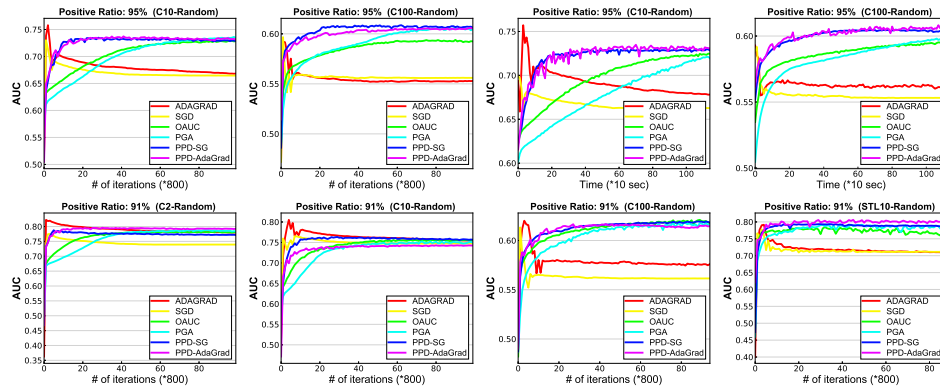 Positive Ratio: 95% (C10-Random)
AUC
0.75
0.70
0.65
0.60
0.55
0.50
ADAGRAD
SGD
OAUC
PGA
PPD-SG
PPD-AdaGrad
0 20 40 60 80
# of iterations (*800)
Positive Ratio: 95% (C100-Random)
AUC
0.60
0.55
0.50
ADAGRAD
SGD
OAUC
PGA
PPD-SG
PPD-AdaGrad
0 20 40 60 80
# of iterations (*800)
Positive Ratio: 95% (C10-Random)
AUC
0.75
0.70
0.65
0.60
ADAGRAD
SGD
OAUC
PGA
PPD-SG
PPD-AdaGrad
0 20 40 60 80 100
Time (*10 sec)
Positive Ratio: 95% (C100-Random)
AUC
0.60
0.55
0.50
ADAGRAD
SGD
OAUC
PGA
PPD-SG
PPD-AdaGrad
0 20 40 60 80 100
Time (*10 sec)
Positive Ratio: 91% (C2-Random)
AUC
0.80
0.75
0.70
0.65
0.60
0.55
0.50
0.45
0.40
0.35
ADAGRAD
SGD
OAUC
PGA
PPD-SG
PPD-AdaGrad
0 20 40 60 80
# of iterations (*800)
Positive Ratio: 91% (C10-Random)
AUC
0.80
0.75
0.70
0.65
0.60
0.55
0.50
ADAGRAD
SGD
OAUC
PGA
PPD-SG
PPD-AdaGrad
0 20 40 60 80
# of iterations (*800)
Positive Ratio: 91% (C100-Random)
AUC
0.60
0.55
0.50
ADAGRAD
SGD
OAUC
PGA
PPD-SG
PPD-AdaGrad
0 20 40 60 80
# of iterations (*800)
Positive Ratio: 91% (STL10-Random)
AUC
0.80
0.75
0.70
0.65
0.60
0.55
0.50
0.45
0.40
ADAGRAD
SGD
OAUC
PGA
PPD-SG
PPD-AdaGrad
0 20 40 60 80
# of iterations (*800)